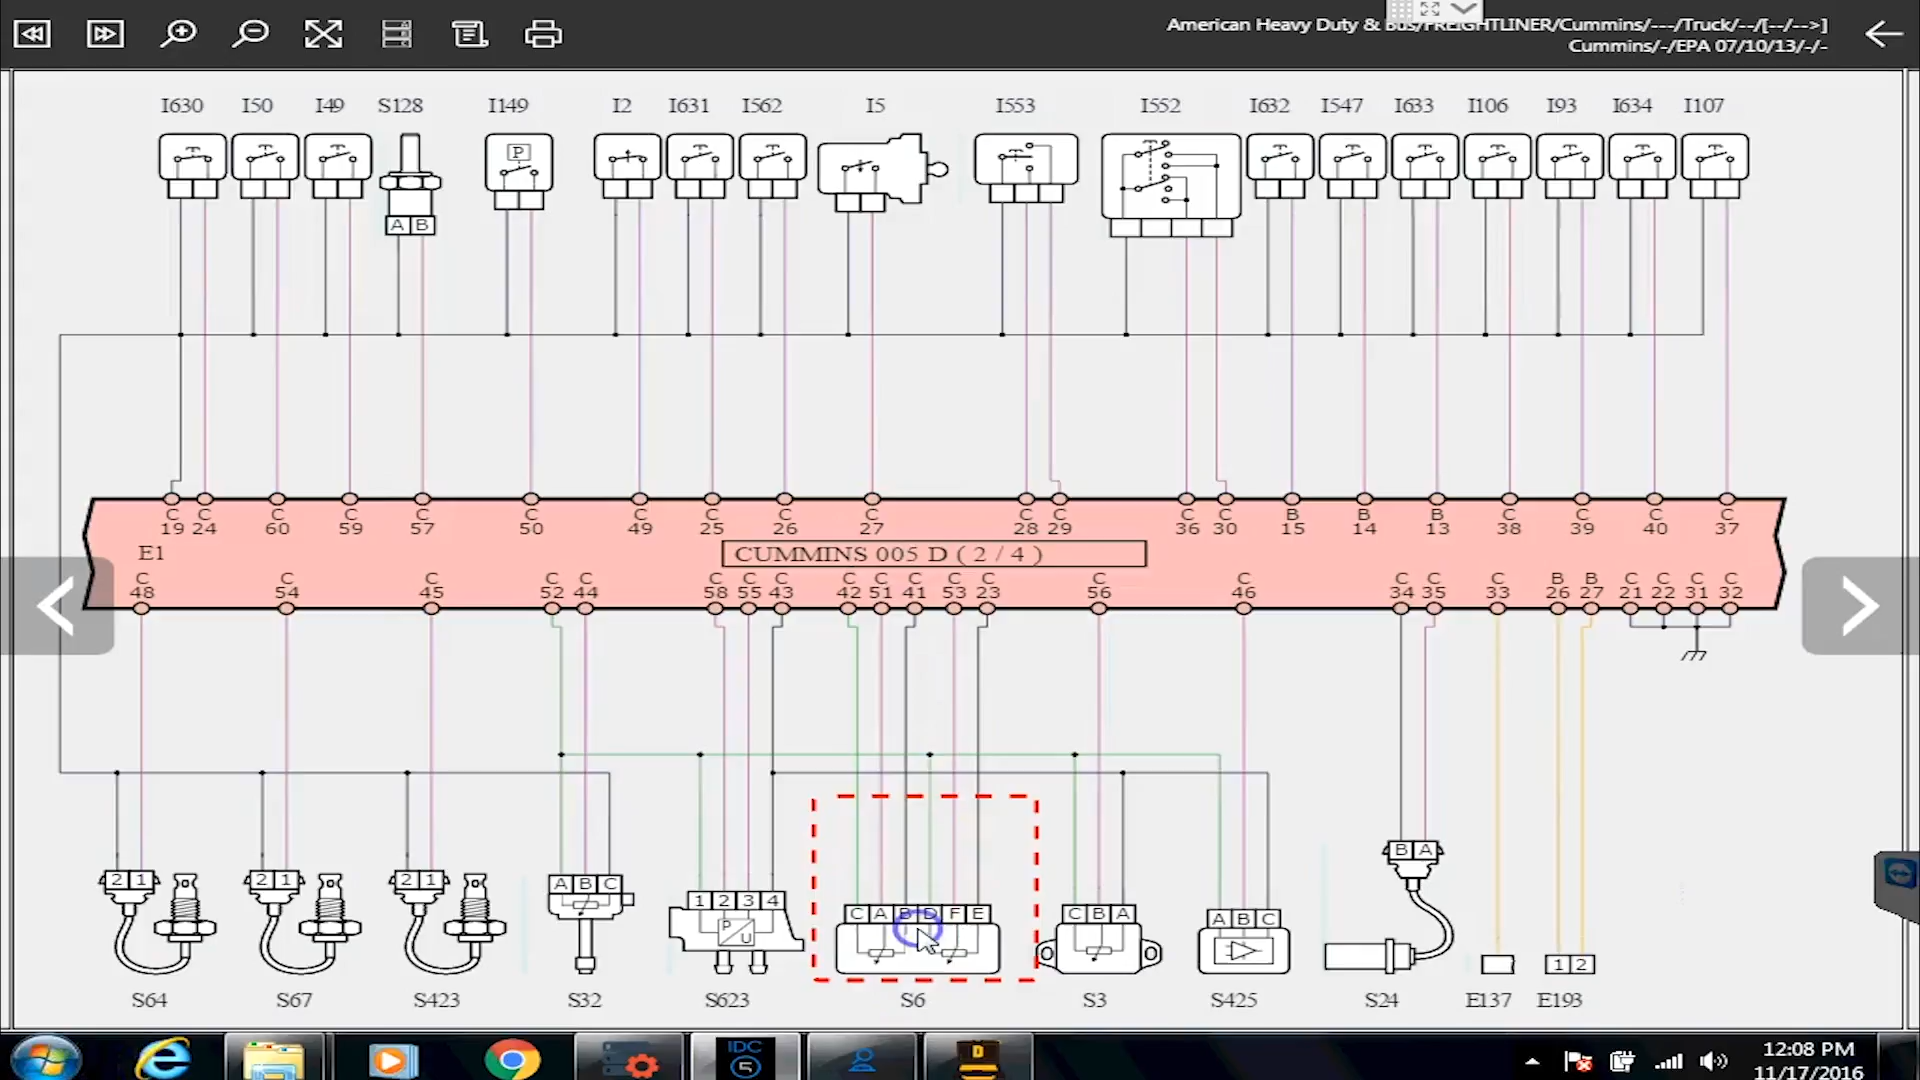 American Heavy Duty & Bus/FREIGHTLINER/Cummins/---/Truck/--/[--/-->]
Cummins/-/EPA 07/10/13/-/-
I630 I50 I49 S128 I149 I2 I631 I562 I5 I553 I552 I632 I547 I633 I106 I93 I634 I107
P
A B
C C C C C C C C C C C C C C B B B C C C C
19 24 60 59 57 50 49 25 26 27 28 29 36 30 15 14 13 38 39 40 37
E1
CUMMINS 005 D ( 2 / 4 )
C C C C C C C C C C C C C C C C C C B B C C C C
48 54 45 52 44 58 55 43 42 51 41 53 23 56 46 34 35 33 26 27 21 22 31 32
B A
2 1 2 1 2 1 A B C 1 2 3 4 C A B D F E C B A A B C
P
U
1 2
S64 S67 S423 S32 S623 S6 S3 S425 S24 E137 E193
IDC
5
D
12:08 PM
11/17/2016